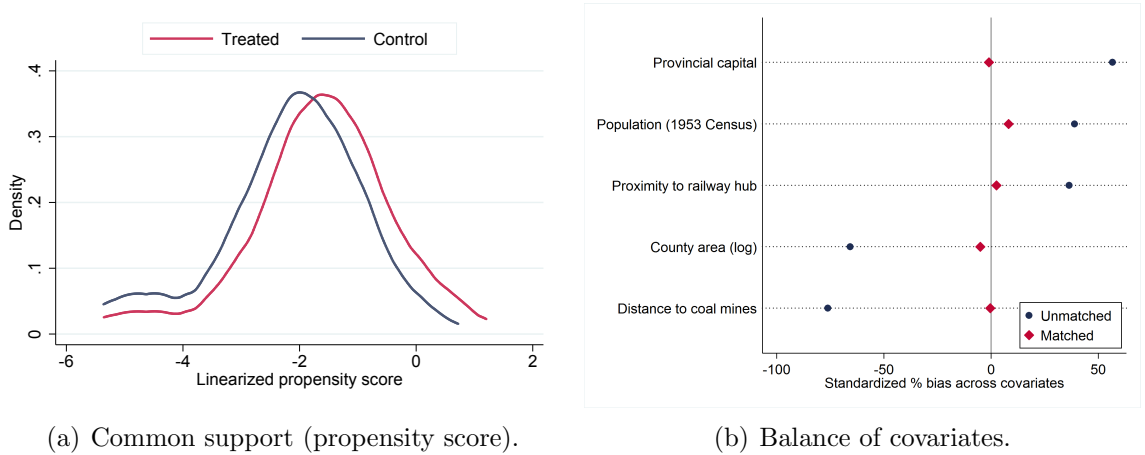 Treated
Control
.4
.3
.2
.1
0
Density
-6
-4
-2
0
2
Linearized propensity score
(a) Common support (propensity score).
Provincial capital
Population (1953 Census)
Proximity to railway hub
County area (log)
Distance to coal mines
Unmatched
Matched
-100
-50
0
50
Standardized % bias across covariates
(b) Balance of covariates.